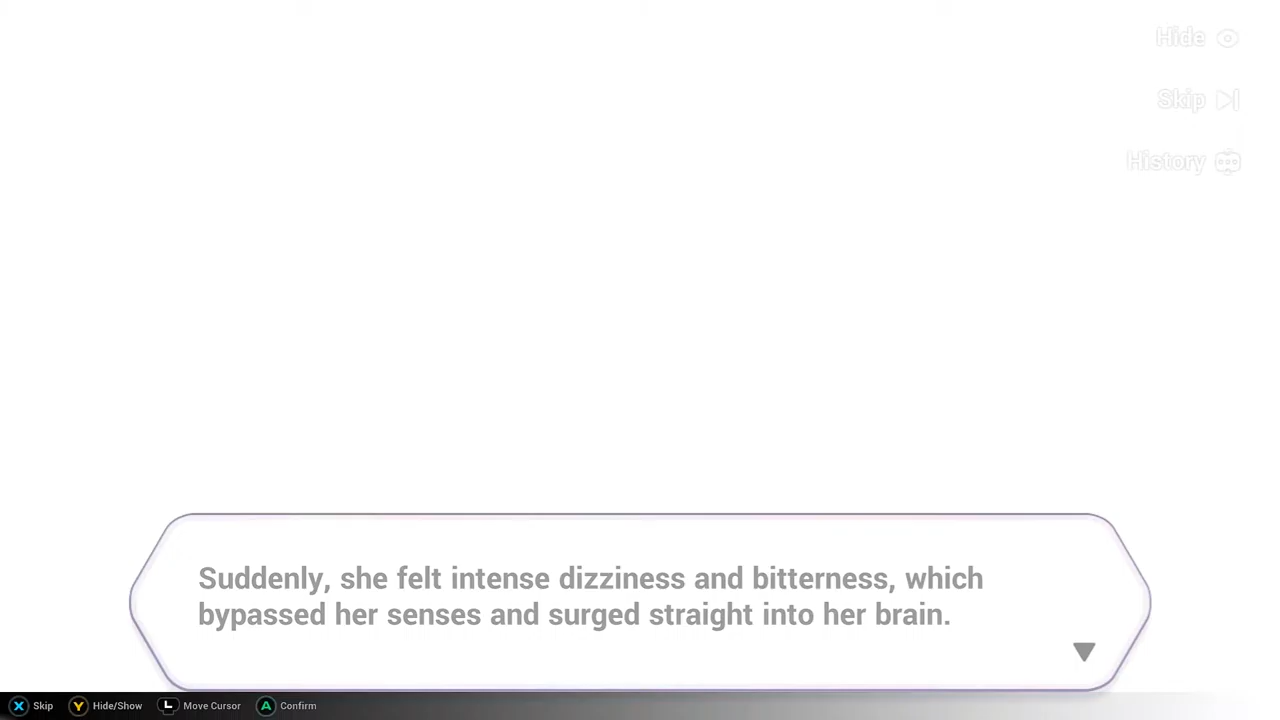 Hide
Skip
History
Suddenly, she felt intense dizziness and bitterness, which
bypassed her senses and surged straight into her brain.
X Skip Y Hide/Show L Move Cursor A Confirm